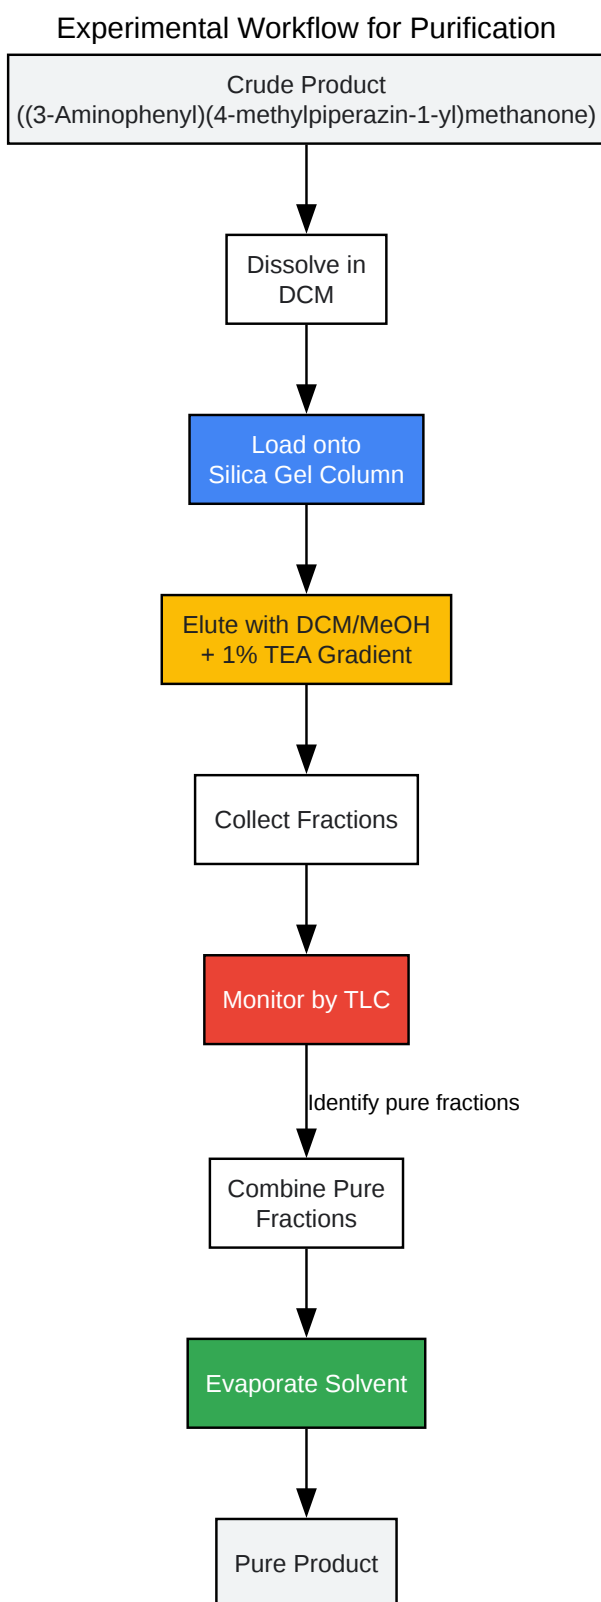 Experimental Workflow for Purification
Crude Product
((3-Aminophenyl)(4-methylpiperazin-1-yl)methanone)
Dissolve in
DCM
Load onto
Silica Gel Column
Elute with DCM/MeOH
+ 1% TEA Gradient
Collect Fractions
Monitor by TLC
Identify pure fractions
Combine Pure
Fractions
Evaporate Solvent
Pure Product